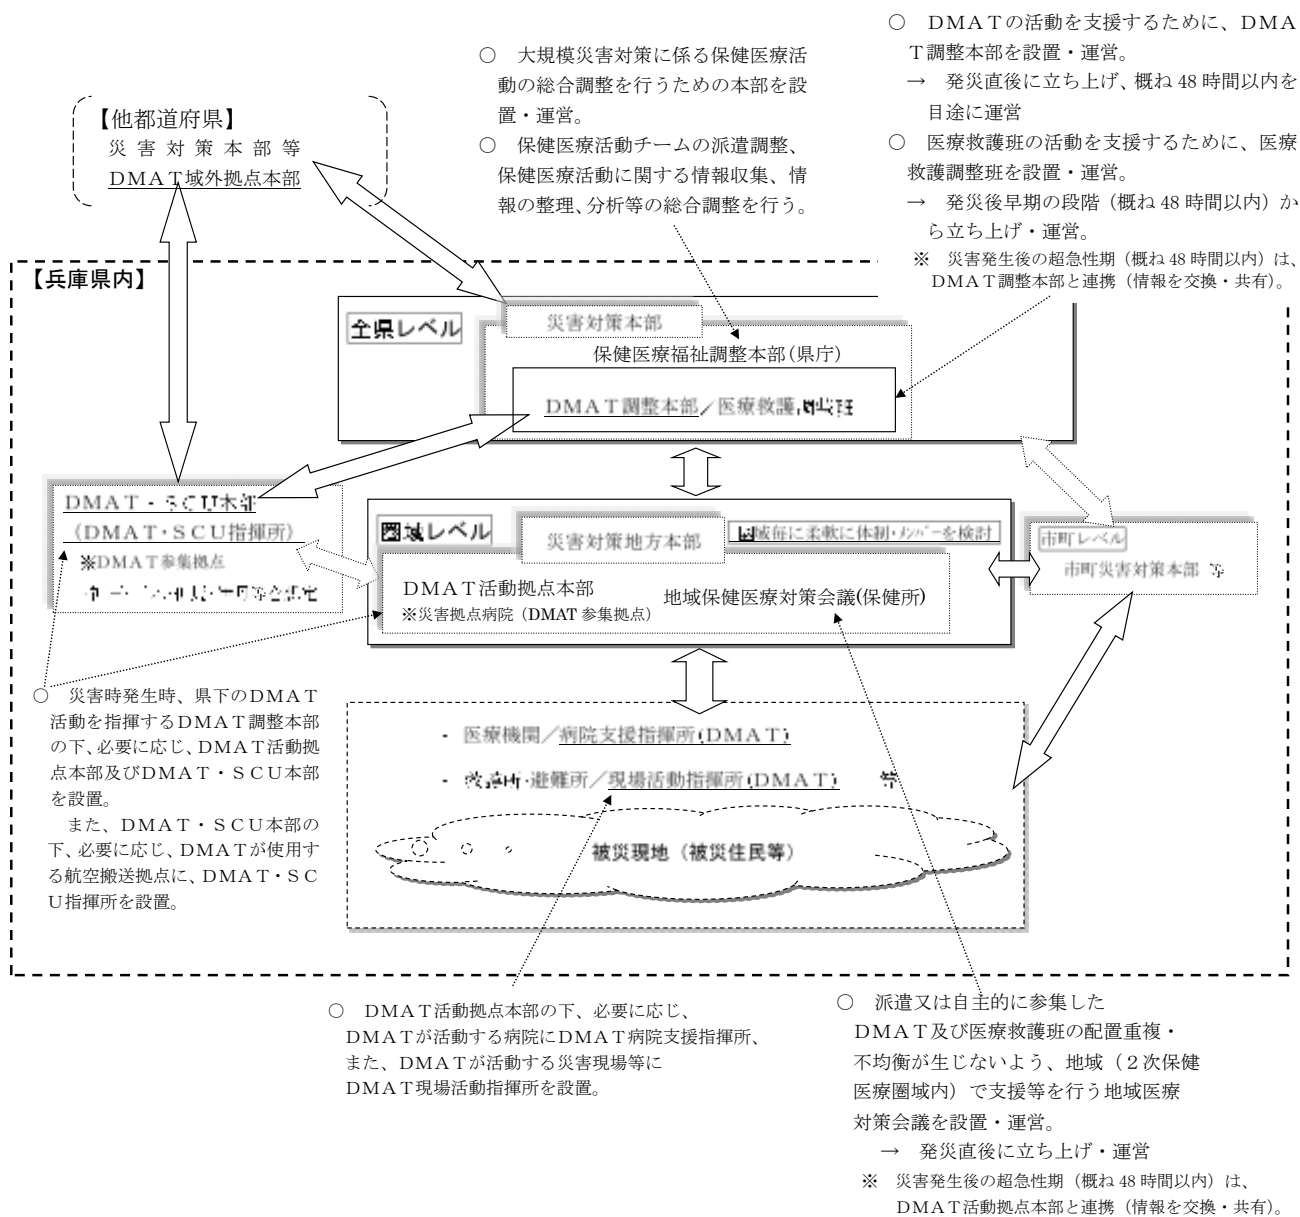 ○　DMATの活動を支援するために、DMA
T調整本部を設置・運営。
→　発災直後に立ち上げ、概ね 48 時間以内を
目途に運営
○　医療救護班の活動を支援するために、医療
救護調整班を設置・運営。
→　発災後早期の段階（概ね 48 時間以内）か
ら立ち上げ・運営。
※　災害発生後の超急性期（概ね 48 時間以内）は、
DMAT調整本部と連携（情報を交換・共有）。
○　大規模災害対策に係る保健医療活
動の総合調整を行うための本部を設
置・運営。
○　保健医療活動チームの派遣調整、
保健医療活動に関する情報収集、情
報の整理、分析等の総合調整を行う。
【他都道府県】
災害対策本部等
DMAT域外拠点本部
【兵庫県内】
全県レベル
災害対策本部
保健医療福祉調整本部(県庁)
DMAT調整本部／医療救護
DMAT・SCU本部
（DMAT・SCU指揮所）
※DMAT参集拠点
圏域レベル
災害対策地方本部
圏域毎に柔軟に体制・メンバーを検討
DMAT活動拠点本部
※災害拠点病院（DMAT 参集拠点）
地域保健医療対策会議(保健所)
市町レベル
市町災害対策本部 等
○　災害時発生時、県下のDMAT
活動を指揮するDMAT調整本部
の下、必要に応じ、DMAT活動拠
点本部及びDMAT・SCU本部
を設置。
また、DMAT・SCU本部の
下、必要に応じ、DMATが使用す
る航空搬送拠点に、DMAT・SC
U指揮所を設置。
・ 医療機関／病院支援指揮所(DMAT)
・ 救護所・避難所／現場活動指揮所(DMAT)　等
被災現地（被災住民等）
○　DMAT活動拠点本部の下、必要に応じ、
DMATが活動する病院にDMAT病院支援指揮所、
また、DMATが活動する災害現場等に
DMAT現場活動指揮所を設置。
○　派遣又は自主的に参集した
DMAT及び医療救護班の配置重複・
不均衡が生じないよう、地域（２次保健
医療圏域内）で支援等を行う地域医療
対策会議を設置・運営。
→　発災直後に立ち上げ・運営
※　災害発生後の超急性期（概ね 48 時間以内）は、
DMAT活動拠点本部と連携（情報を交換・共有）。